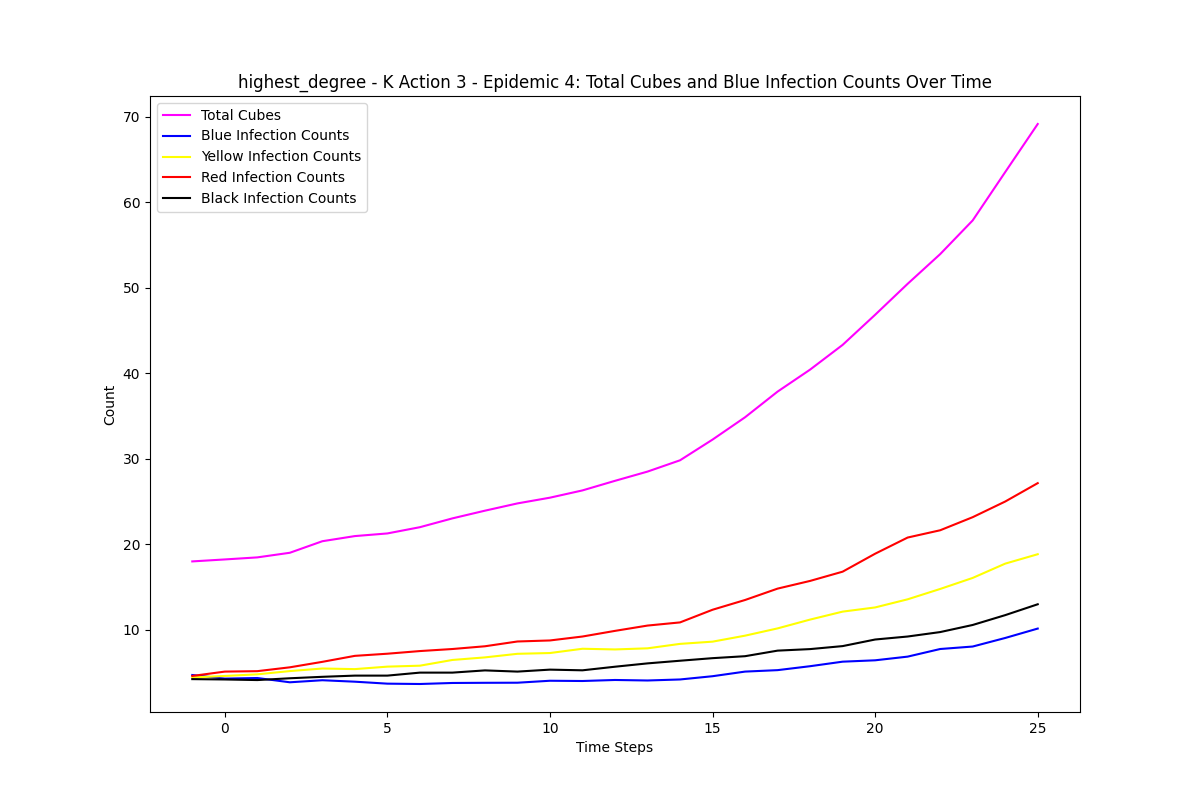 highest_degree - K Action 3 - Epidemic 4: Total Cubes and Blue Infection Counts Over Time
Total Cubes
Blue Infection Counts
Yellow Infection Counts
Red Infection Counts
Black Infection Counts
70
60
50
40
30
20
10
Count
0 5 10 15 20 25
Time Steps